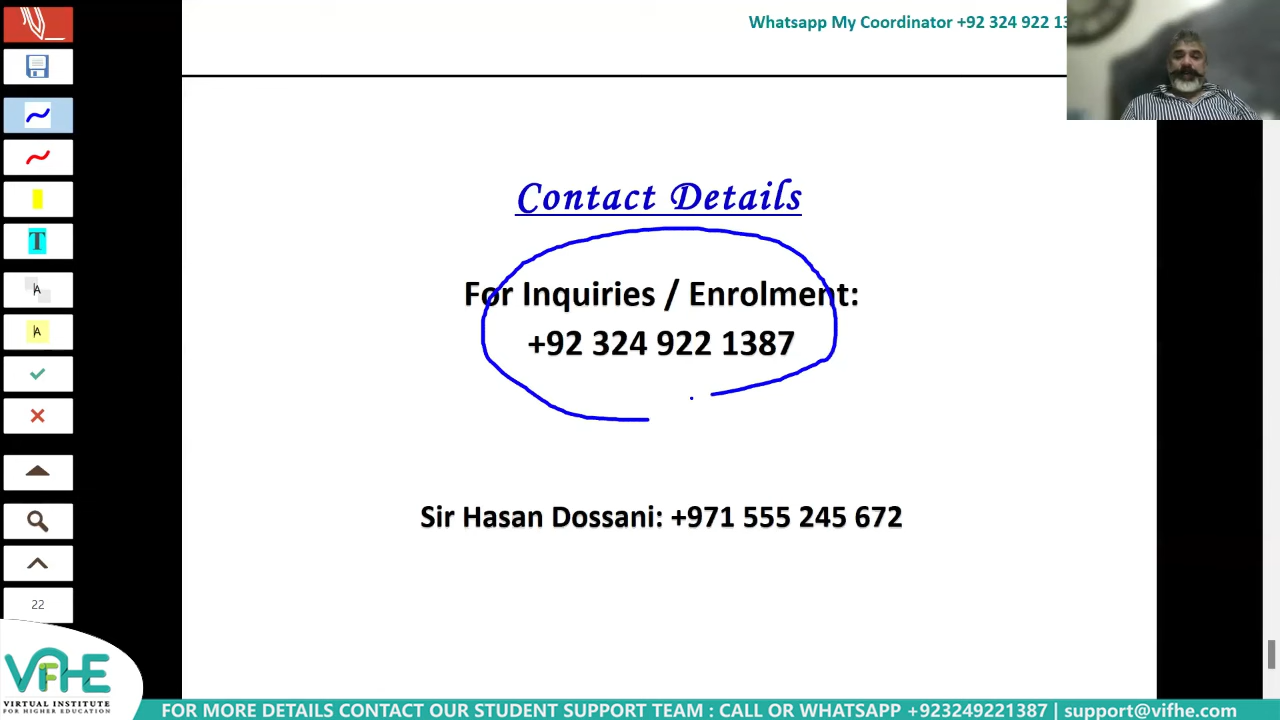 Whatsapp My Coordinator +92 324 922 13
Contact Details
For Inquiries / Enrolment:
+92 324 922 1387
Sir Hasan Dossani: +971 555 245 672
T
A
A
22
VIFHE
VIRTUAL INSTITUTE
FOR HIGHER EDUCATION
FOR MORE DETAILS CONTACT OUR STUDENT SUPPORT TEAM : CALL OR WHATSAPP +923249221387 | support@vifhe.com